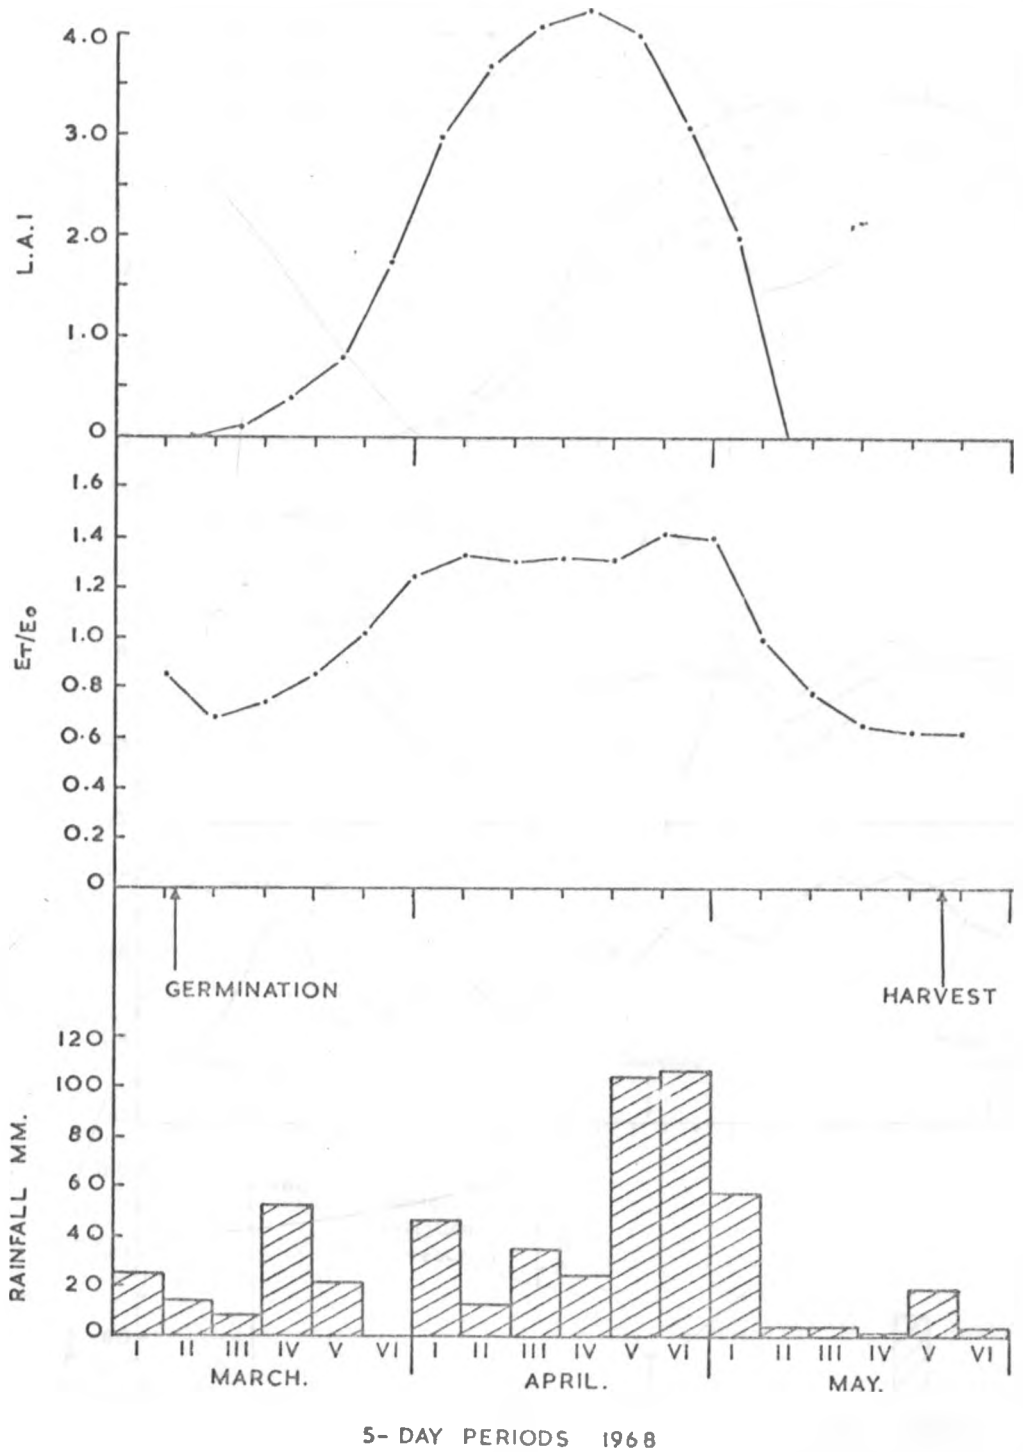 4.0
3.0
2.0
1.0
0
L.A.I
1.6
1.4
1.2
1.0
0.8
0.6
0.4
0.2
0
ET/Eo
GERMINATION
HARVEST
120
100
80
60
40
20
0
RAINFALL MM.
I II III IV V VI I II III IV V VI I II III IV V VI
MARCH. APRIL. MAY.
5-DAY PERIODS 1968